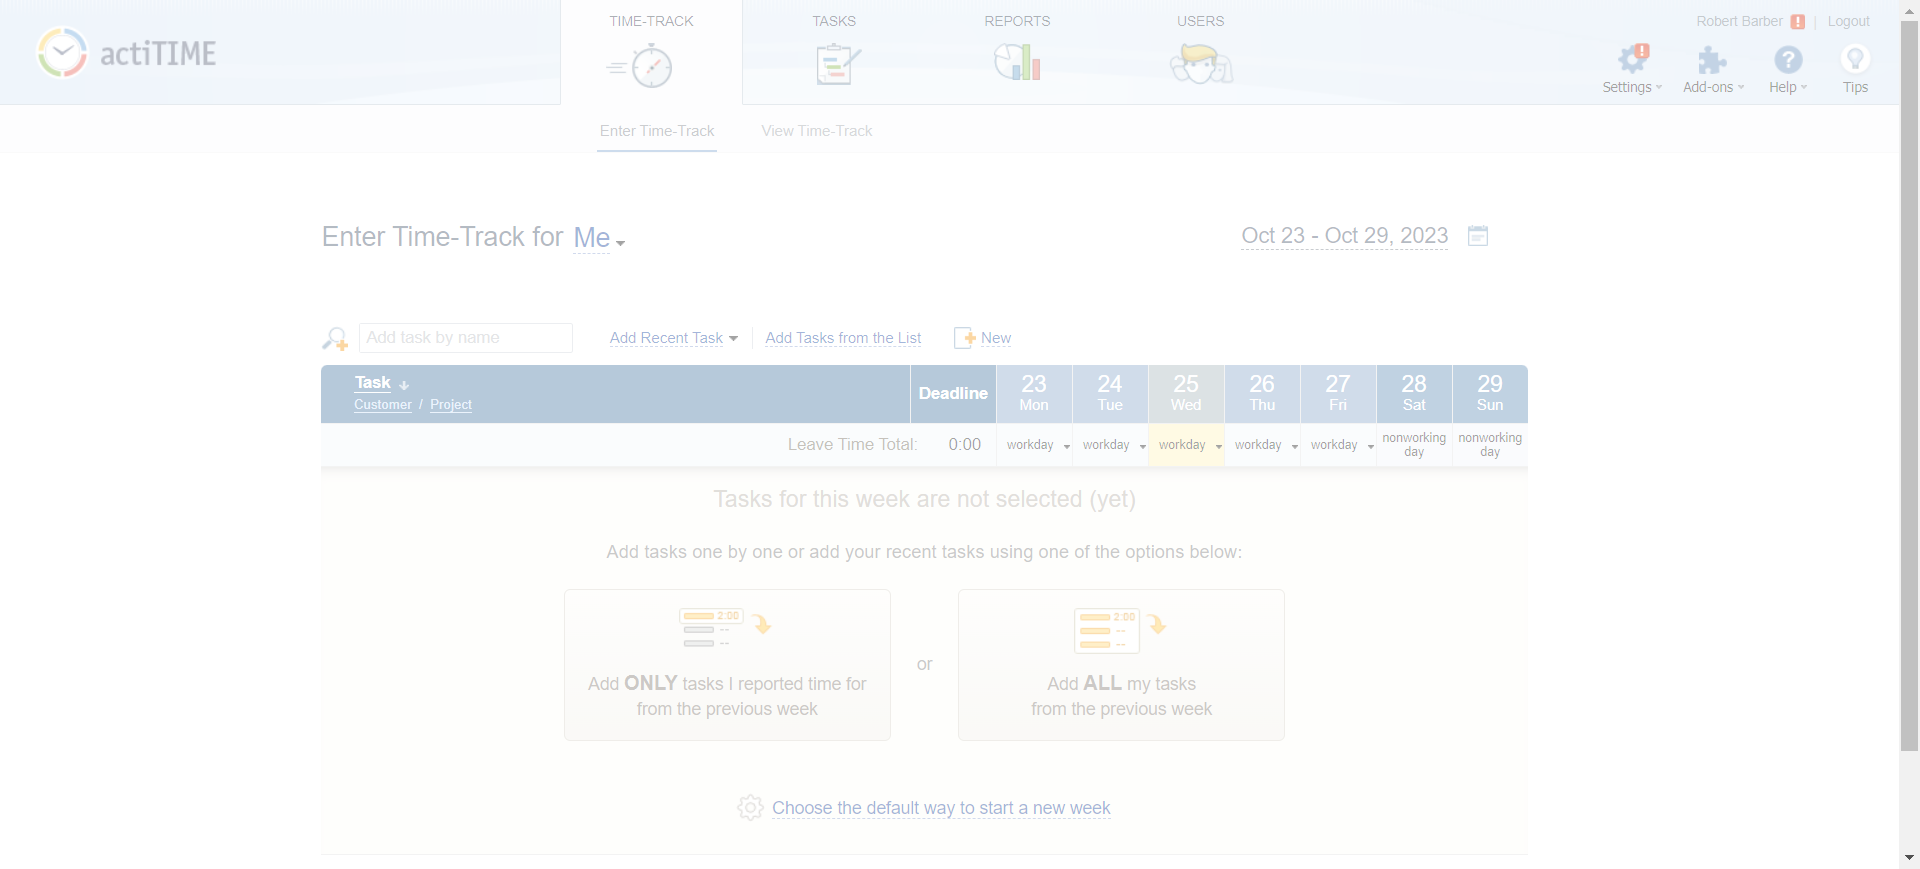 actiTIME
TIME-TRACK
TASKS
REPORTS
USERS
Robert Barber ! | Logout
Settings
Add-ons
Help
Tips
Enter Time-Track
View Time-Track
Enter Time-Track for Me
Oct 23 - Oct 29, 2023
Add task by name
Add Recent Task
Add Tasks from the List
New
Task
Customer / Project
Deadline
23 Mon
24 Tue
25 Wed
26 Thu
27 Fri
28 Sat
29 Sun
Leave Time Total: 0:00
workday
workday
workday
workday
workday
nonworking day
nonworking day
Tasks for this week are not selected (yet)
Add tasks one by one or add your recent tasks using one of the options below:
2:00
--
--
Add ONLY tasks I reported time for
from the previous week
or
2:00
--
--
Add ALL my tasks
from the previous week
Choose the default way to start a new week